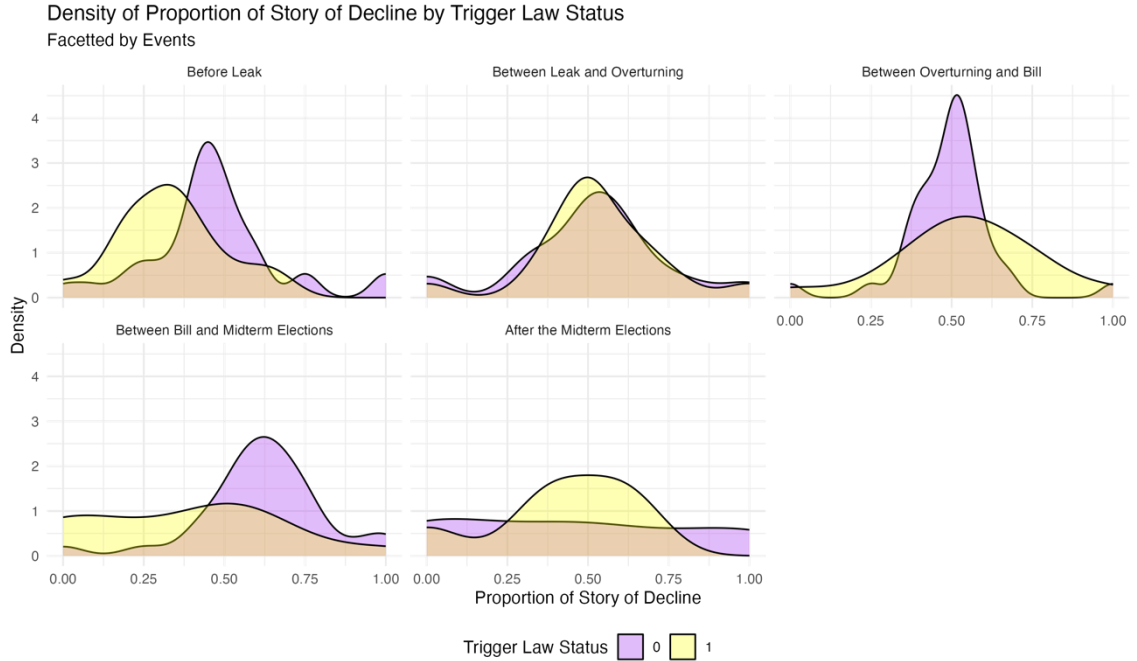 Density of Proportion of Story of Decline by Trigger Law Status
Facetted by Events
Before Leak
Between Leak and Overturning
Between Overturning and Bill
4
3
2
1
0
0.00 0.25 0.50 0.75 1.00
Density
Between Bill and Midterm Elections
After the Midterm Elections
4
3
2
1
0
0.00 0.25 0.50 0.75 1.00
0.00 0.25 0.50 0.75 1.00
Proportion of Story of Decline
Trigger Law Status 0 1